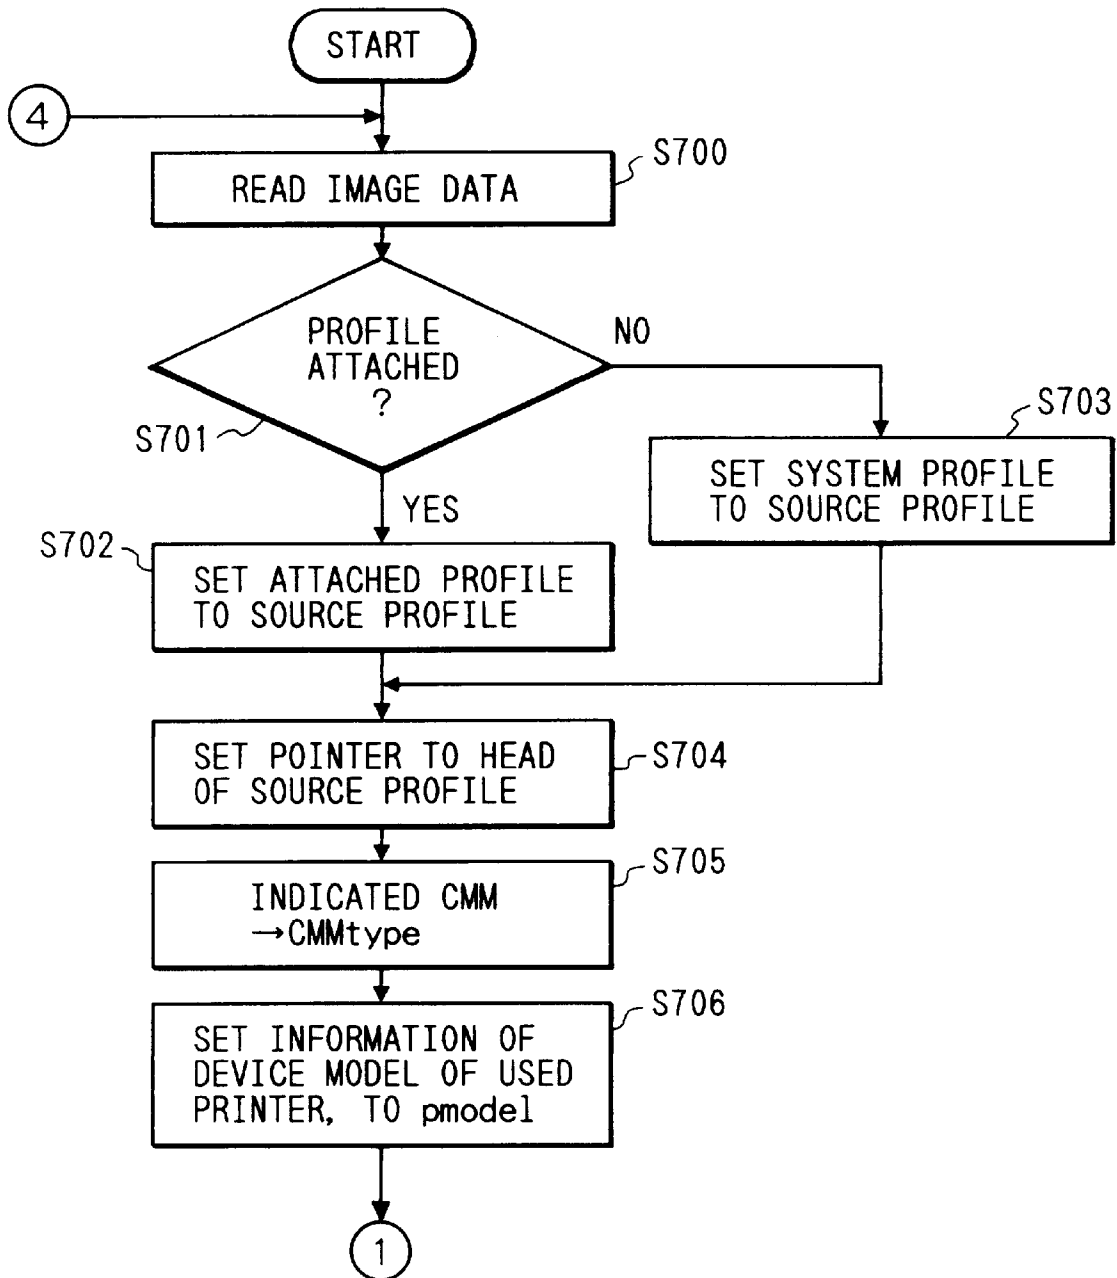 START
4
S700
READ IMAGE DATA
PROFILE
ATTACHED
?
NO
S701
S703
SET SYSTEM PROFILE
TO SOURCE PROFILE
YES
S702
SET ATTACHED PROFILE
TO SOURCE PROFILE
SET POINTER TO HEAD
OF SOURCE PROFILE
S704
S705
INDICATED CMM
→CMMtype
S706
SET INFORMATION OF
DEVICE MODEL OF USED
PRINTER, TO pmodel
1